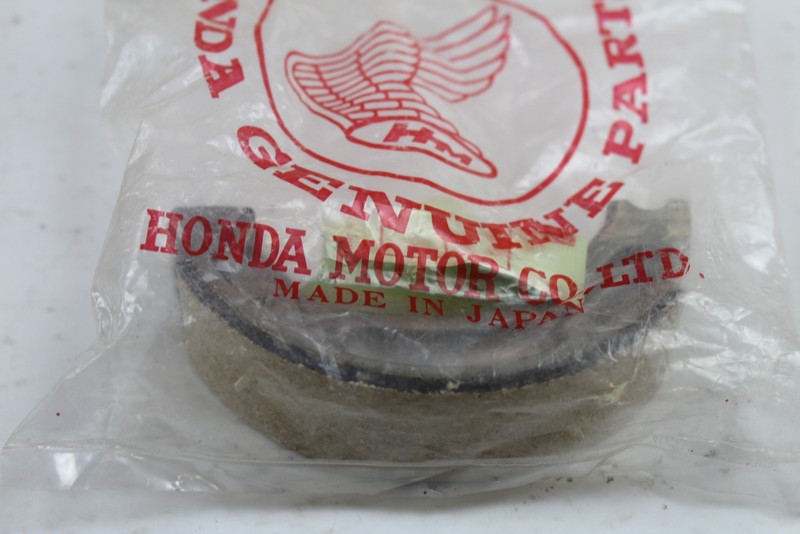 NDA
GENUINE PART
HM
HONDA MOTOR CO.,LTD.
MADE IN JAPAN